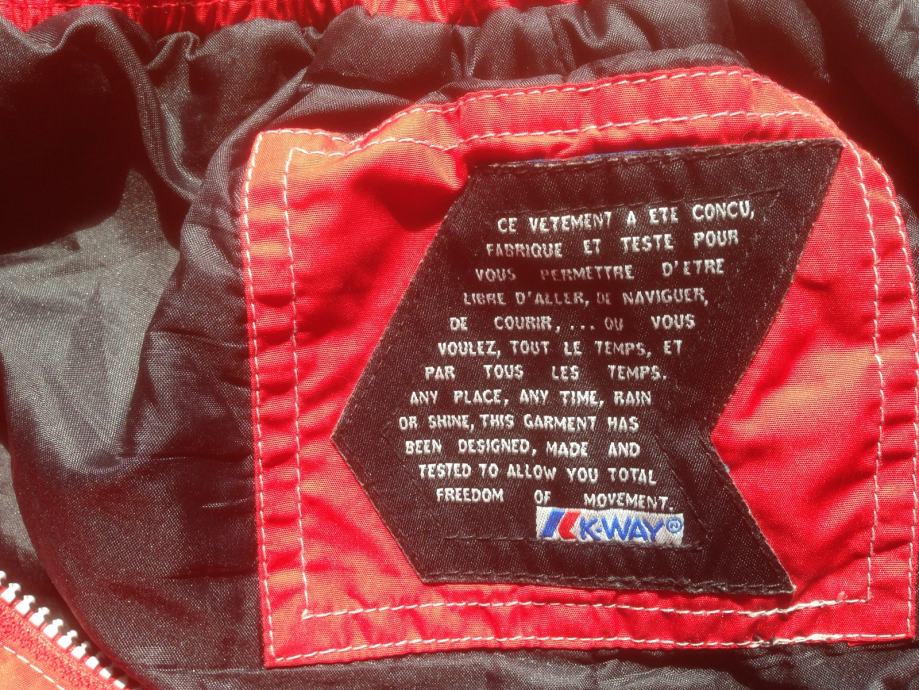 CE VETEMENT A ETE CONCU,
FABRIQUE ET TESTE POUR
VOUS PERMETTRE D'ETRE
LIBRE D'ALLER, DE NAVIGUER,
DE COURIR, ... OU VOUS
VOULEZ, TOUT LE TEMPS, ET
PAR TOUS LES TEMPS.
ANY PLACE, ANY TIME, RAIN
OR SHINE, THIS GARMENT HAS
BEEN DESIGNED, MADE AND
TESTED TO ALLOW YOU TOTAL
FREEDOM OF MOVEMENT.
K-WAY®